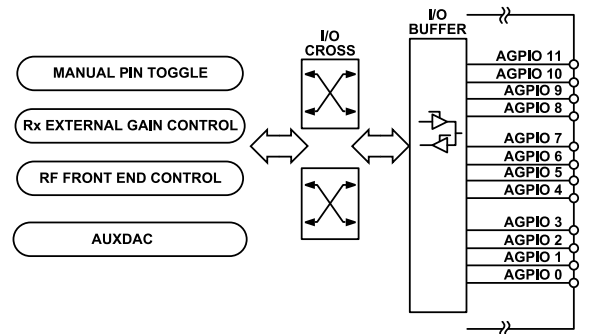 I/O
CROSS
I/O
BUFFER
MANUAL PIN TOGGLE
Rx EXTERNAL GAIN CONTROL
RF FRONT END CONTROL
AUXDAC
AGPIO 11
AGPIO 10
AGPIO 9
AGPIO 8
AGPIO 7
AGPIO 6
AGPIO 5
AGPIO 4
AGPIO 3
AGPIO 2
AGPIO 1
AGPIO 0